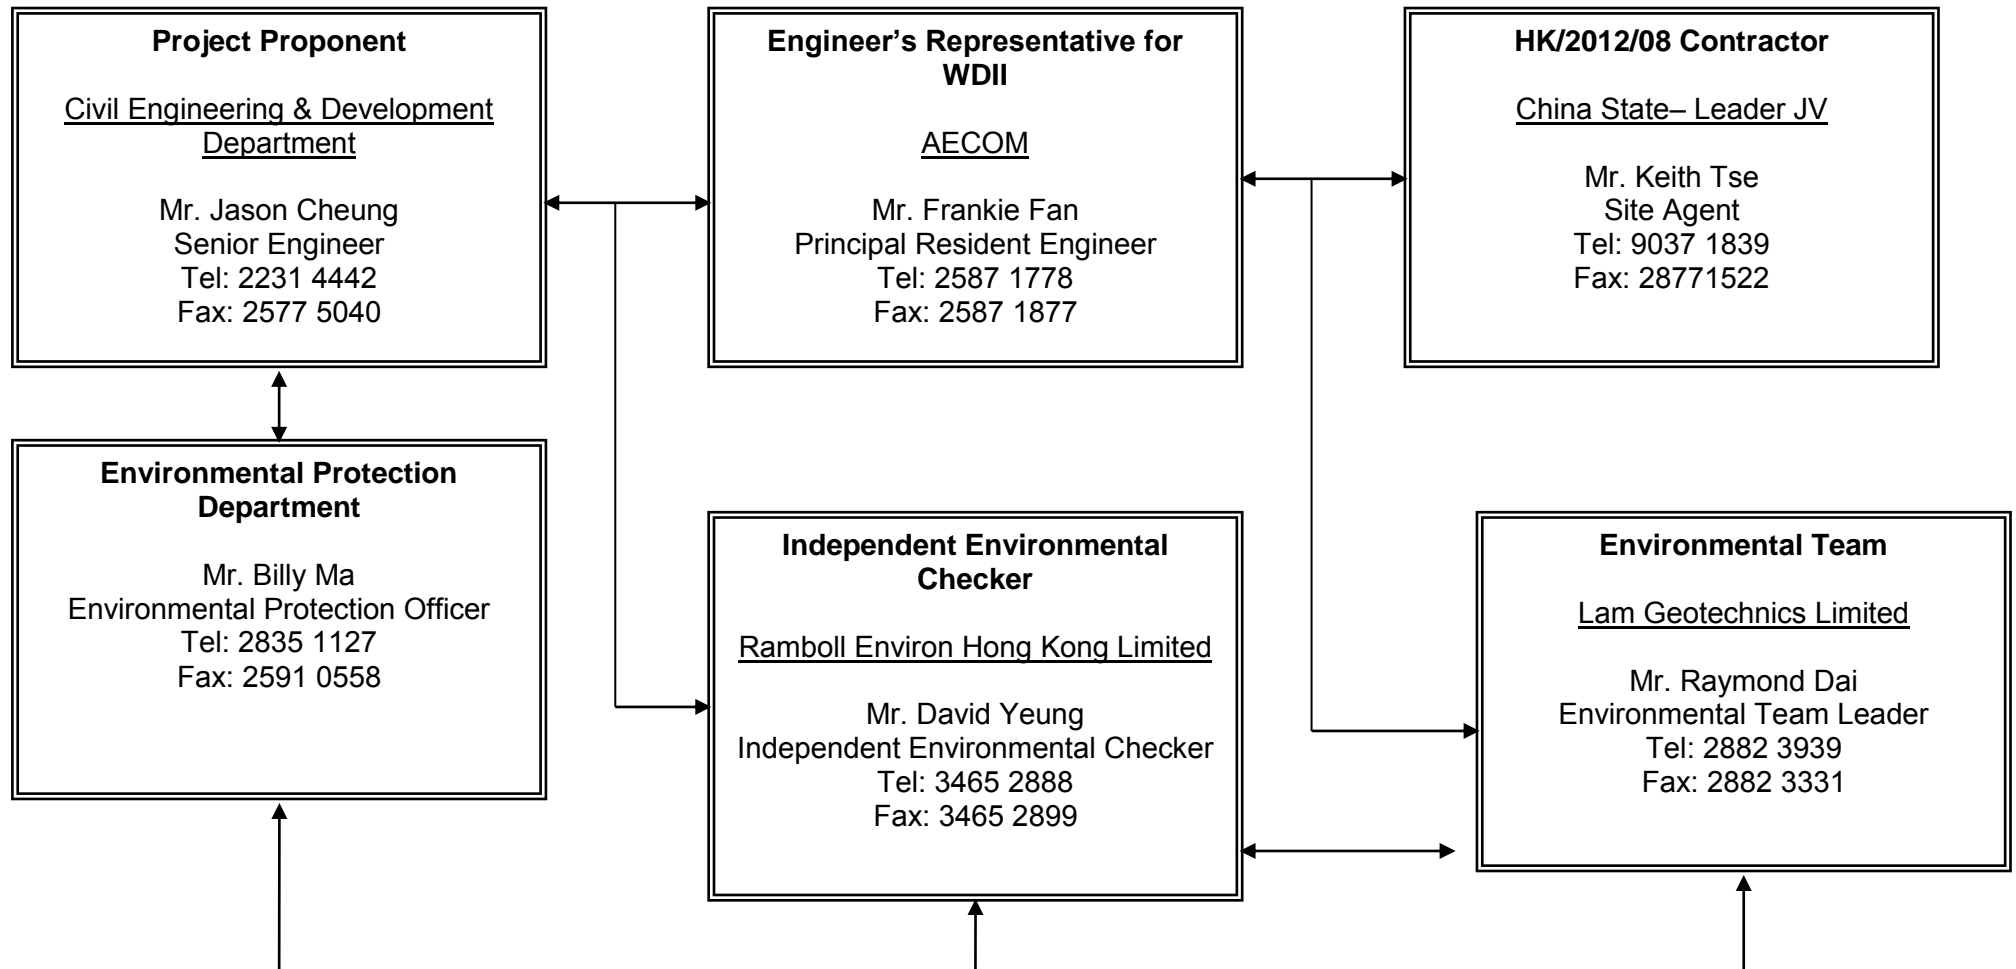 Project Proponent
Civil Engineering & Development
Department
Mr. Jason Cheung
Senior Engineer
Tel: 2231 4442
Fax: 2577 5040
Engineer’s Representative for
WDII
AECOM
Mr. Frankie Fan
Principal Resident Engineer
Tel: 2587 1778
Fax: 2587 1877
HK/2012/08 Contractor
China State– Leader JV
Mr. Keith Tse
Site Agent
Tel: 9037 1839
Fax: 28771522
Environmental Protection
Department
Mr. Billy Ma
Environmental Protection Officer
Tel: 2835 1127
Fax: 2591 0558
Independent Environmental
Checker
Ramboll Environ Hong Kong Limited
Mr. David Yeung
Independent Environmental Checker
Tel: 3465 2888
Fax: 3465 2899
Environmental Team
Lam Geotechnics Limited
Mr. Raymond Dai
Environmental Team Leader
Tel: 2882 3939
Fax: 2882 3331